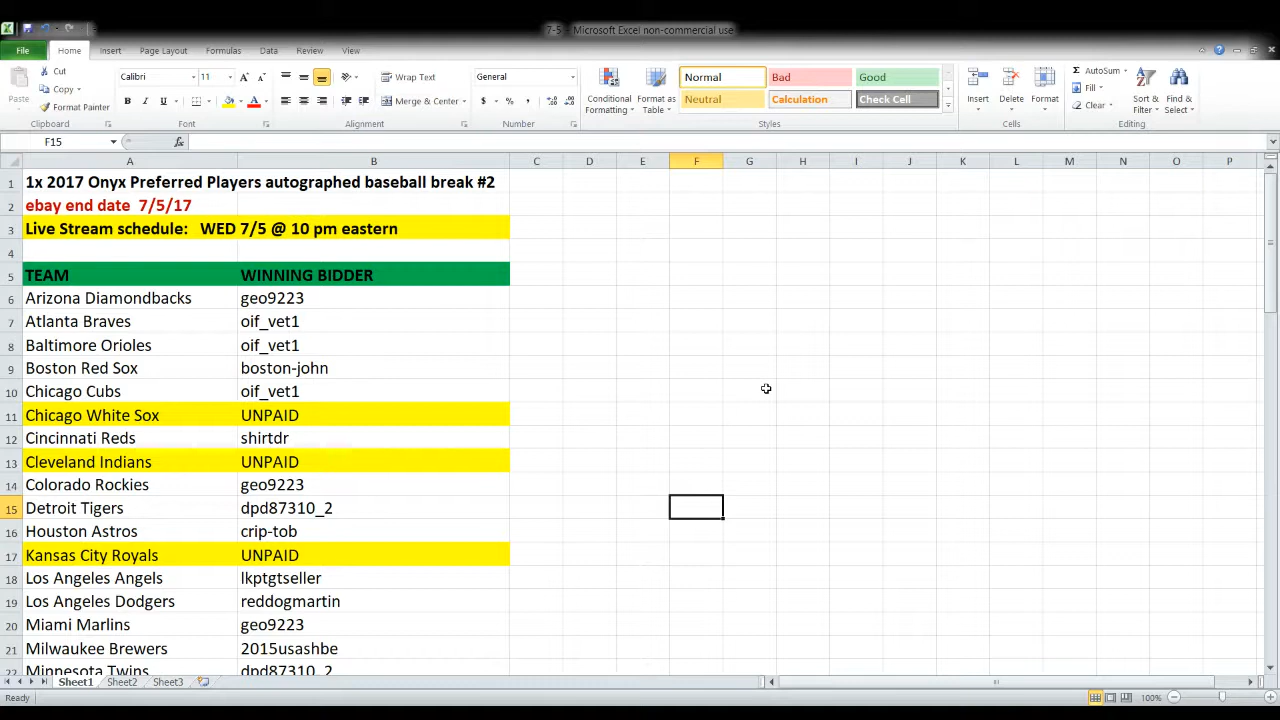 7-5 - Microsoft Excel non-commercial use
File Home Insert Page Layout Formulas Data Review View
Paste Cut Copy Format Painter Clipboard
Calibri 11 Font
Wrap Text Merge & Center Alignment
General Number
Conditional Formatting Format as Table Normal Bad Good Neutral Calculation Check Cell Styles
Insert Delete Format Cells
AutoSum Fill Clear Sort & Filter Find & Select Editing
F15 fx
A B C D E F G H I J K L M N O P
1 1x 2017 Onyx Preferred Players autographed baseball break #2
2 ebay end date 7/5/17
3 Live Stream schedule: WED 7/5 @ 10 pm eastern
4
5 TEAM WINNING BIDDER
6 Arizona Diamondbacks geo9223
7 Atlanta Braves oif_vet1
8 Baltimore Orioles oif_vet1
9 Boston Red Sox boston-john
10 Chicago Cubs oif_vet1
11 Chicago White Sox UNPAID
12 Cincinnati Reds shirtdr
13 Cleveland Indians UNPAID
14 Colorado Rockies geo9223
15 Detroit Tigers dpd87310_2
16 Houston Astros crip-tob
17 Kansas City Royals UNPAID
18 Los Angeles Angels lkptgtseller
19 Los Angeles Dodgers reddogmartin
20 Miami Marlins geo9223
21 Milwaukee Brewers 2015usashbe
22 Minnesota Twins dpd87310_2
Sheet1 Sheet2 Sheet3
Ready 100%